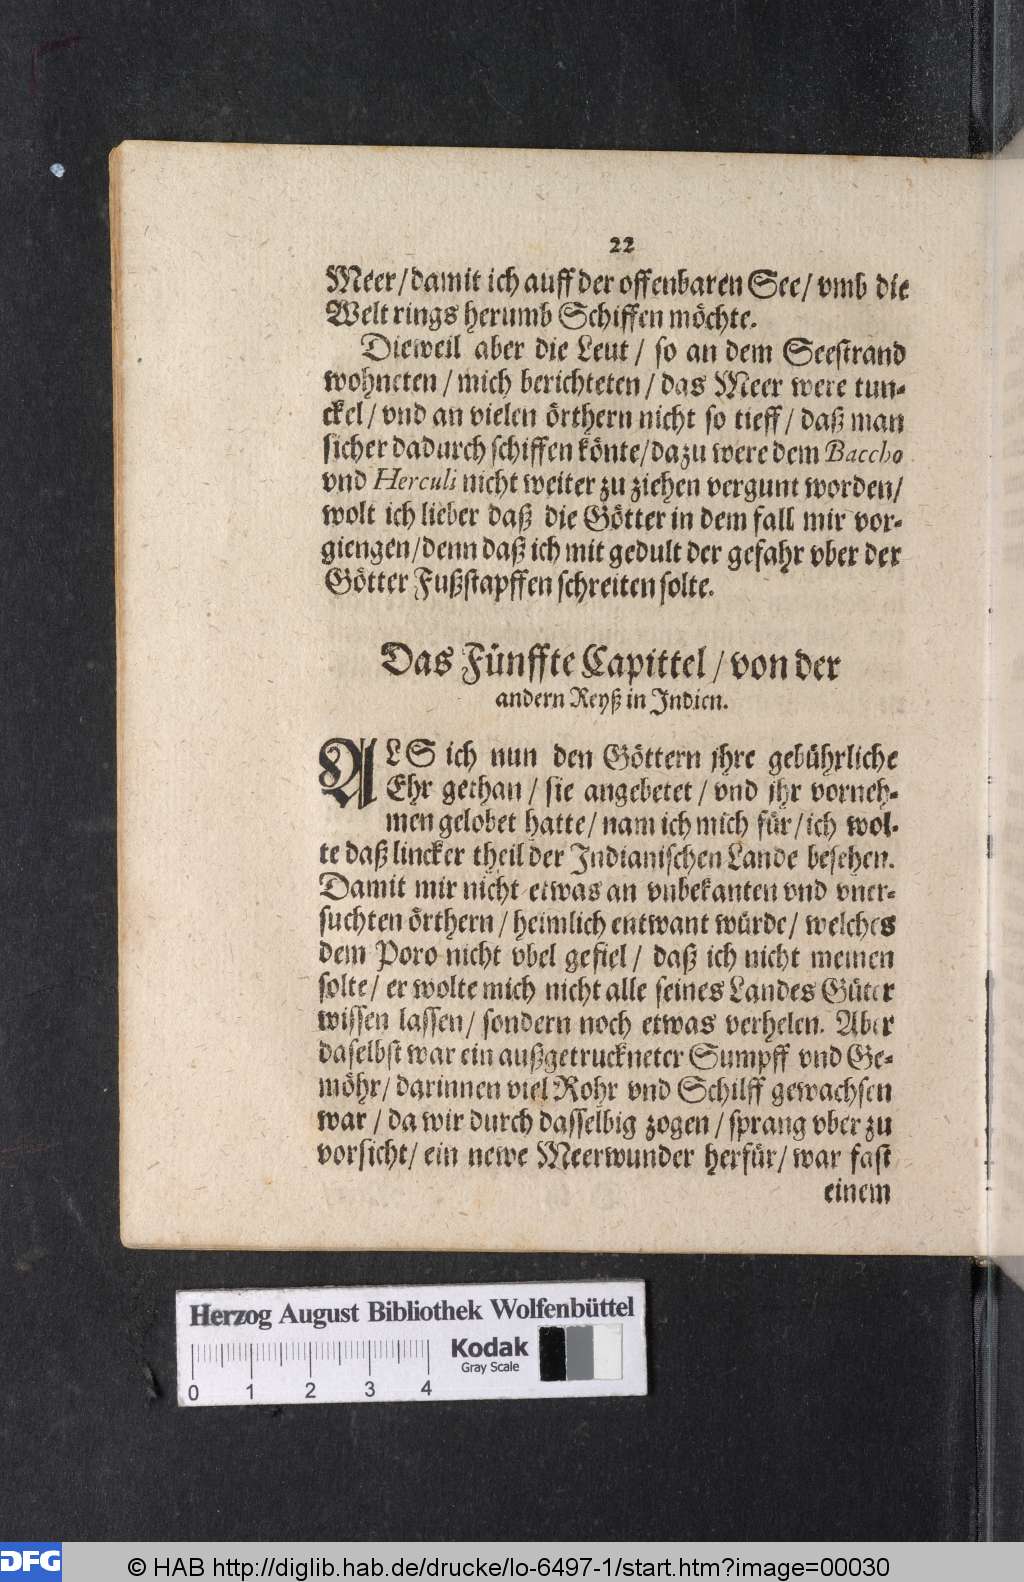 22
Meer/damit ich auff der offenbaren See/ vmb die
Welt rings herumb Schiffen möchte.
Dieweil aber die Leut / so an dem Seestrand
wohneten / mich berichteten / das Meer were tun-
ckel / vnd an vielen örthern nicht so tieff / daß man
sicher dadurch schiffen könte/dazu were dem Baccho
vnd Herculi nicht weiter zu ziehen vergunt worden/
wolt ich lieber daß die Götter in dem fall mir vor-
giengen/denn daß ich mit gedult der gefahr vber der
Götter Fußstapffen schreiten solte.
Das Fünffte Capittel / von der
andern Reyß in Indien.
ALS ich nun den Göttern jhre gebührliche
Ehr gethan / sie angebetet / vnd jhr vorneh-
men gelobet hatte/ nam ich mich für/ich wol-
te daß lincker theil der Indianischen Lande besehen.
Damit mir nicht etwas an vnbekanten vnd vner-
suchten örthern / heimlich entwant würde/ welches
dem Poro nicht vbel gefiel / daß ich nicht meinen
solte/ er wolte mich nicht alle seines Landes Güter
wissen lassen/ sondern noch etwas verhelen. Aber
daselbst war ein außgetruckneter Sumpff vnd Ge-
möhr/ darinnen viel Rohr vnd Schilff gewachsen
war / da wir durch dasselbig zogen / sprang vber zu
vorsicht/ ein newe Meerwunder herfür/ war fast
einem
Herzog August Bibliothek Wolfenbüttel
Kodak
Gray Scale
0 1 2 3 4
DFG
© HAB http://diglib.hab.de/drucke/lo-6497-1/start.htm?image=00030